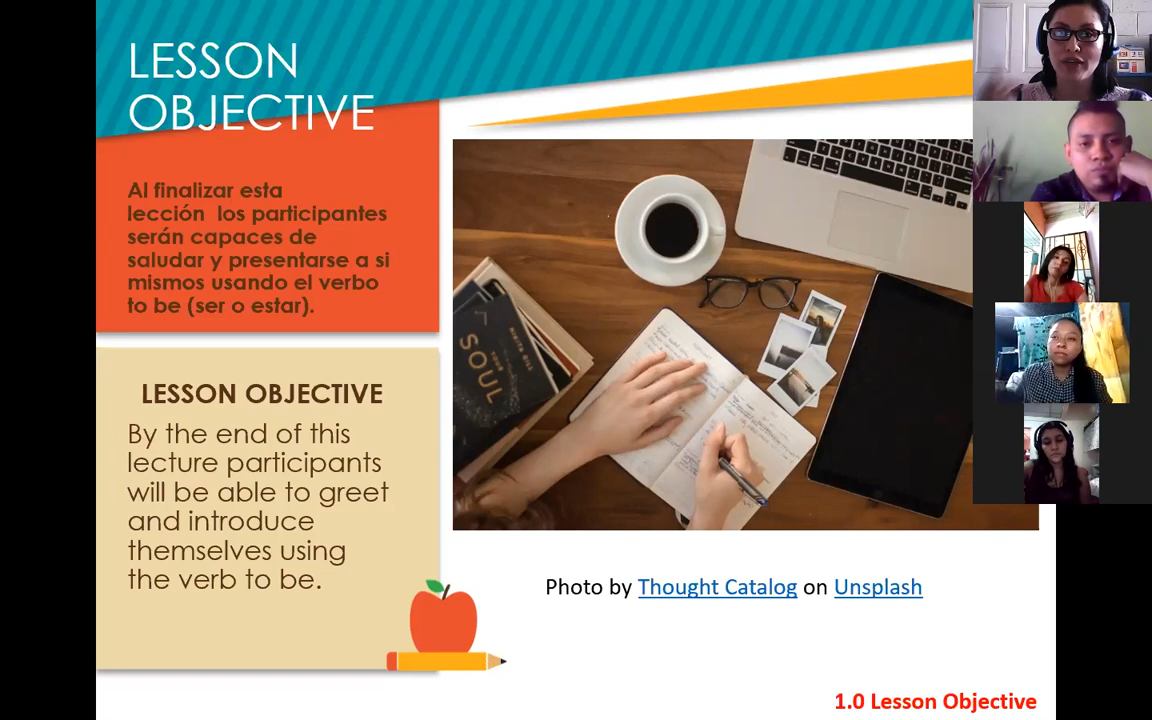 LESSON
OBJECTIVE
Al finalizar esta
lección los participantes
serán capaces de
saludar y presentarse a si
mismos usando el verbo
to be (ser o estar).
LESSON OBJECTIVE
By the end of this
lecture participants
will be able to greet
and introduce
themselves using
the verb to be.
SOUL
Photo by Thought Catalog on Unsplash
1.0 Lesson Objective